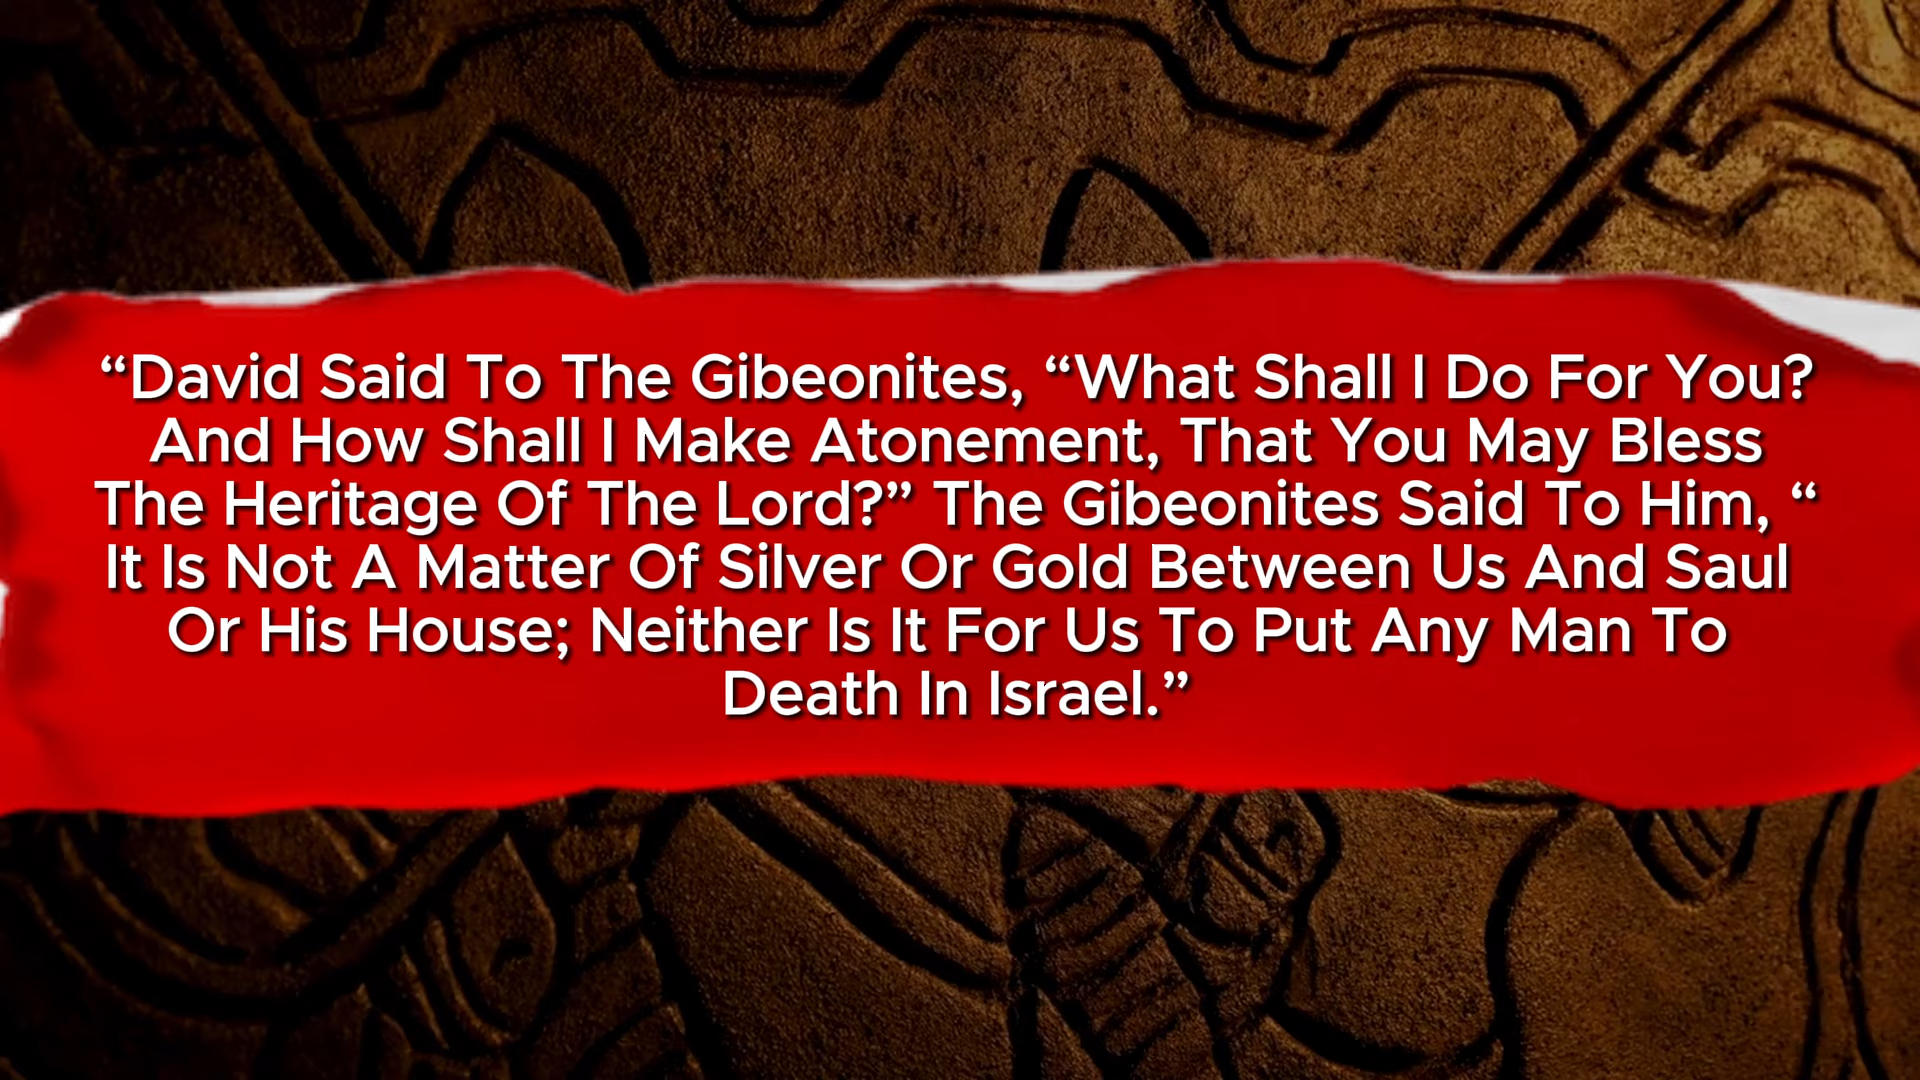 “David Said To The Gibeonites, “What Shall I Do For You?
And How Shall I Make Atonement, That You May Bless
The Heritage Of The Lord?” The Gibeonites Said To Him, “
It Is Not A Matter Of Silver Or Gold Between Us And Saul
Or His House; Neither Is It For Us To Put Any Man To
Death In Israel.”